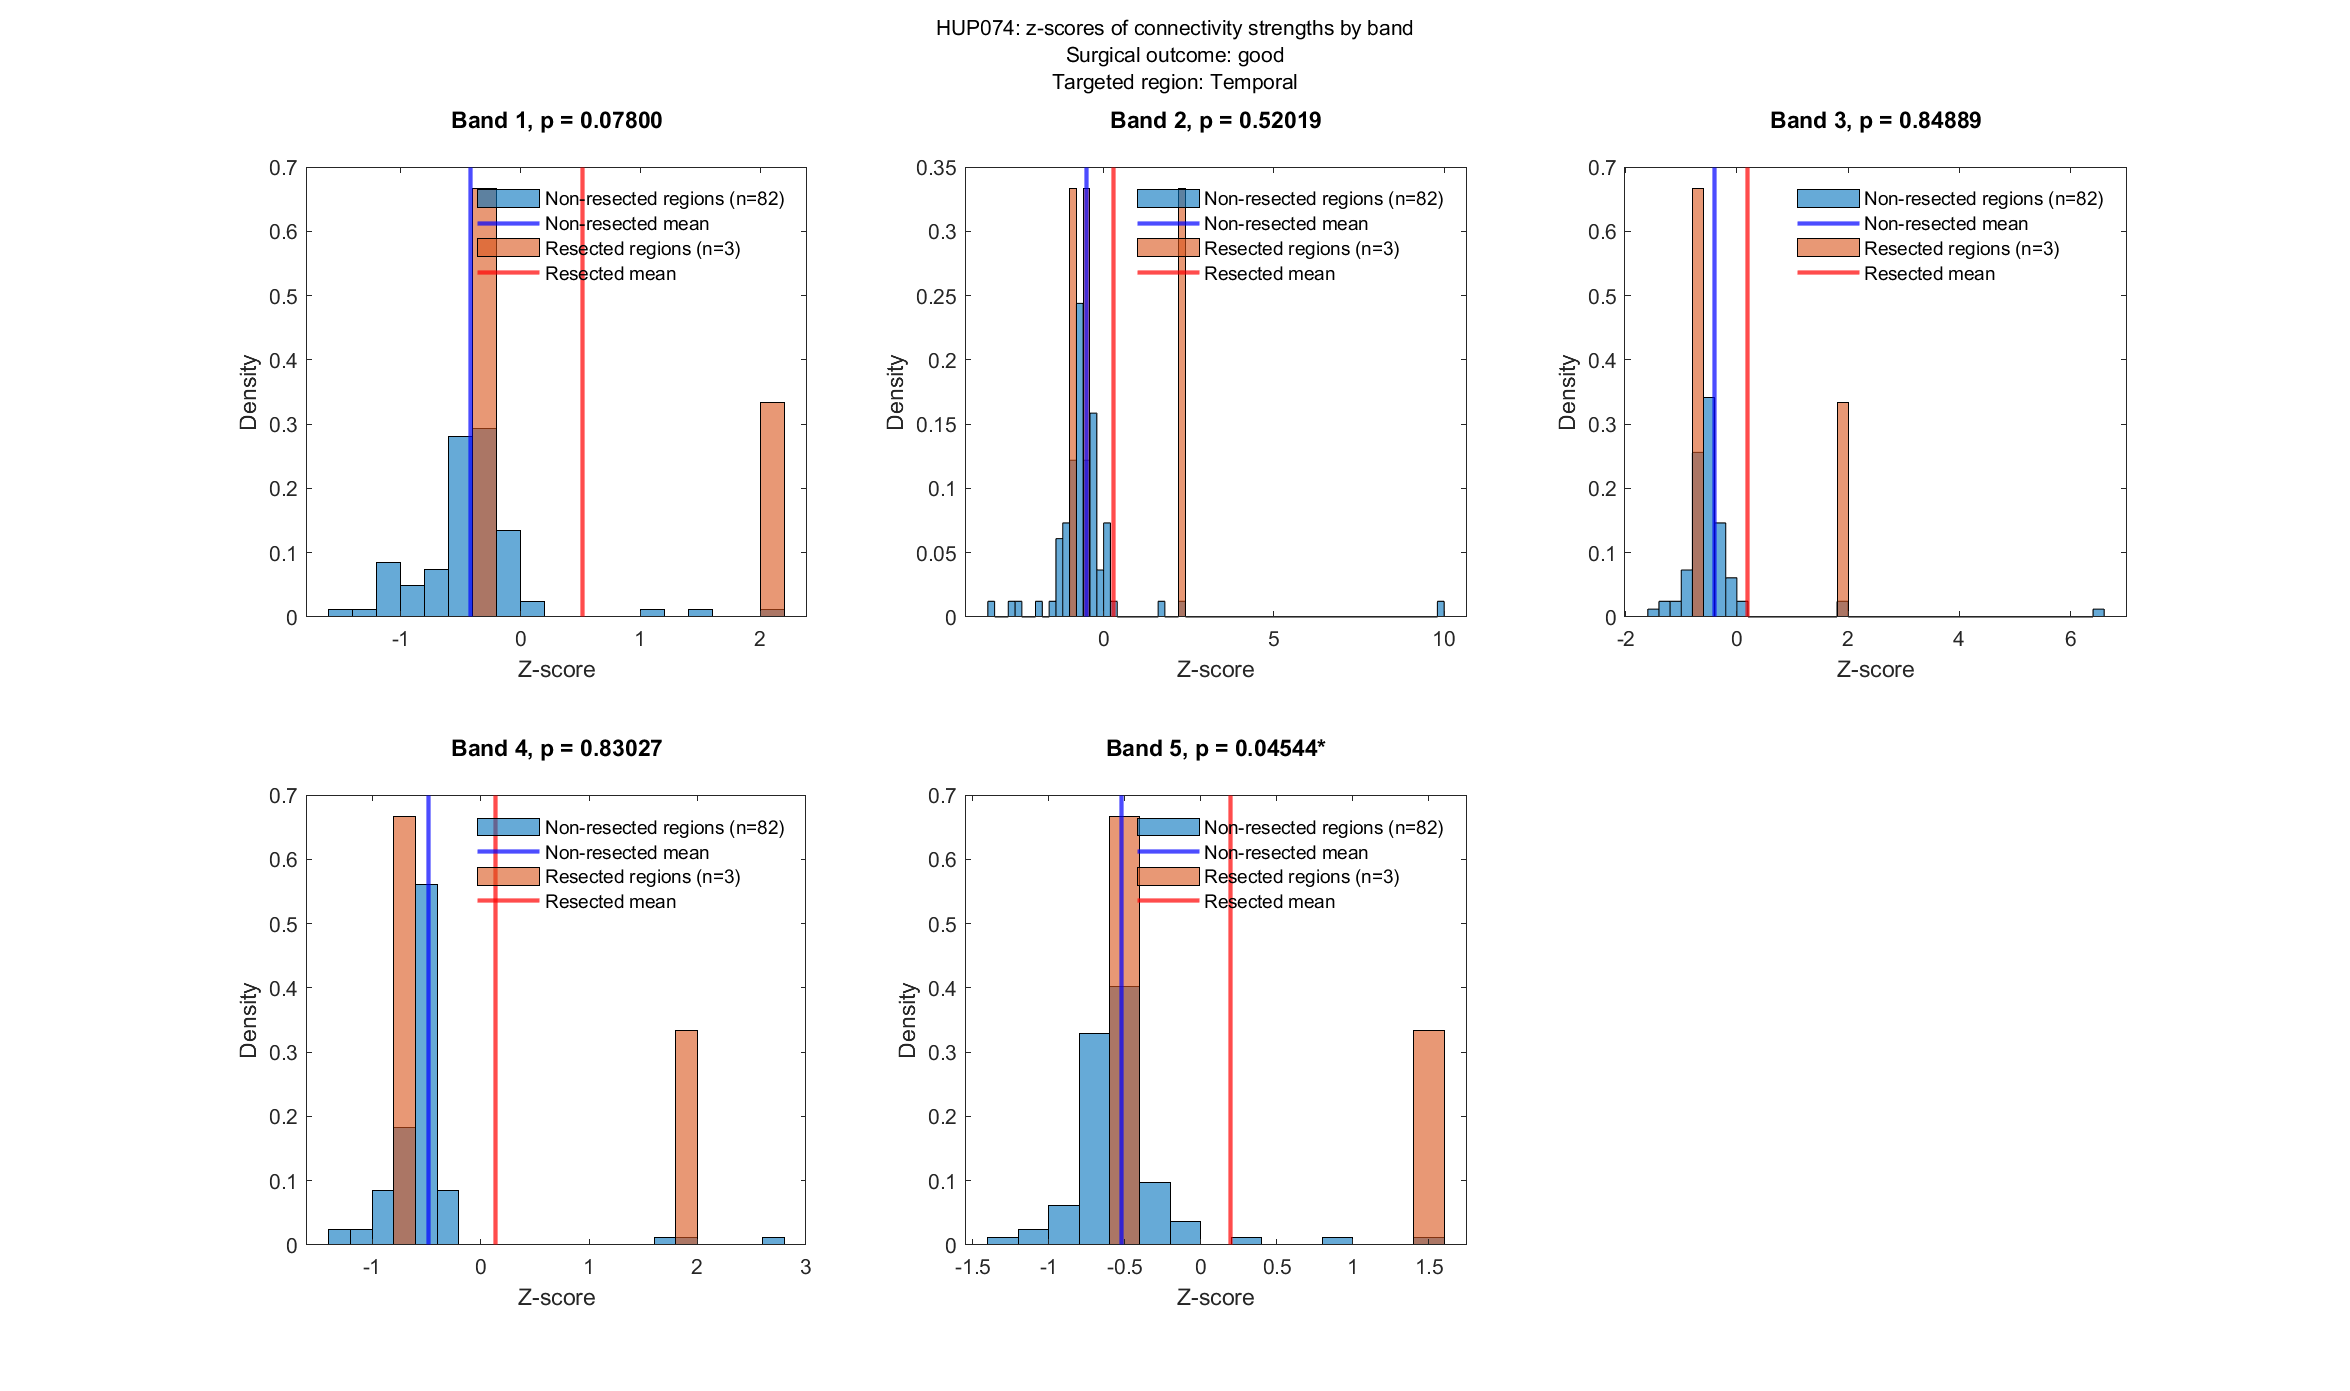 HUP074: z-scores of connectivity strengths by band
Surgical outcome: good
Targeted region: Temporal
Band 1, p = 0.07800
0.7
0.6
0.5
0.4
0.3
0.2
0.1
0
Density
-1
0
1
2
Z-score
Non-resected regions (n=82)
Non-resected mean
Resected regions (n=3)
Resected mean
Band 2, p = 0.52019
0.35
0.3
0.25
0.2
0.15
0.1
0.05
0
Density
0
5
10
Z-score
Non-resected regions (n=82)
Non-resected mean
Resected regions (n=3)
Resected mean
Band 3, p = 0.84889
0.7
0.6
0.5
0.4
0.3
0.2
0.1
0
Density
-2
0
2
4
6
Z-score
Non-resected regions (n=82)
Non-resected mean
Resected regions (n=3)
Resected mean
Band 4, p = 0.83027
0.7
0.6
0.5
0.4
0.3
0.2
0.1
0
Density
-1
0
1
2
3
Z-score
Non-resected regions (n=82)
Non-resected mean
Resected regions (n=3)
Resected mean
Band 5, p = 0.04544*
0.7
0.6
0.5
0.4
0.3
0.2
0.1
0
Density
-1.5
-1
-0.5
0
0.5
1
1.5
Z-score
Non-resected regions (n=82)
Non-resected mean
Resected regions (n=3)
Resected mean